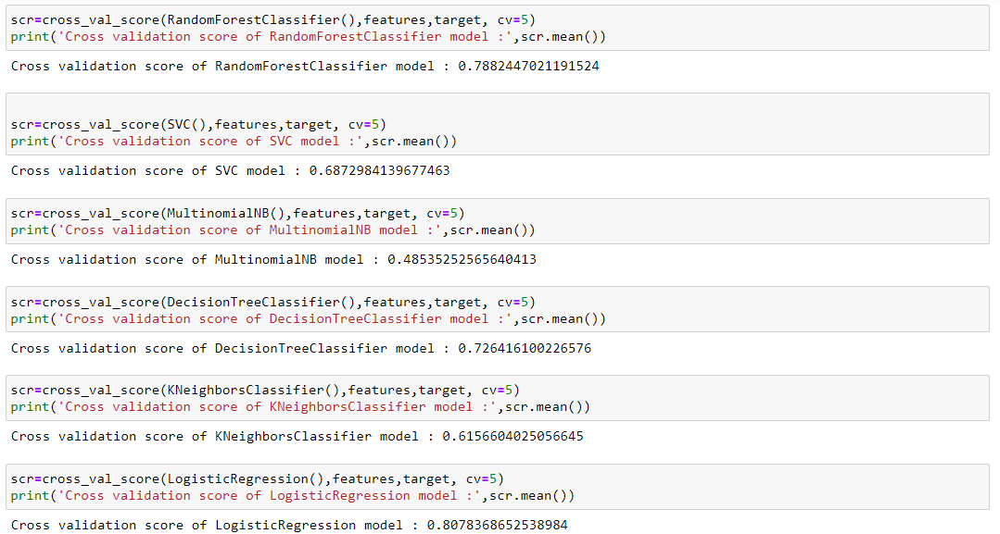 scr=cross_val_score(RandomForestClassifier(),features,target, cv=5)
print('Cross validation score of RandomForestClassifier model :',scr.mean())
Cross validation score of RandomForestClassifier model : 0.7882447021191524
scr=cross_val_score(SVC(),features,target, cv=5)
print('Cross validation score of SVC model :',scr.mean())
Cross validation score of SVC model : 0.6872984139677463
scr=cross_val_score(MultinomialNB(),features,target, cv=5)
print('Cross validation score of MultinomialNB model :',scr.mean())
Cross validation score of MultinomialNB model : 0.48535252565640413
scr=cross_val_score(DecisionTreeClassifier(),features,target, cv=5)
print('Cross validation score of DecisionTreeClassifier model :',scr.mean())
Cross validation score of DecisionTreeClassifier model : 0.726416100226576
scr=cross_val_score(KNeighborsClassifier(),features,target, cv=5)
print('Cross validation score of KNeighborsClassifier model :',scr.mean())
Cross validation score of KNeighborsClassifier model : 0.6156604025056645
scr=cross_val_score(LogisticRegression(),features,target, cv=5)
print('Cross validation score of LogisticRegression model :',scr.mean())
Cross validation score of LogisticRegression model : 0.8078368652538984